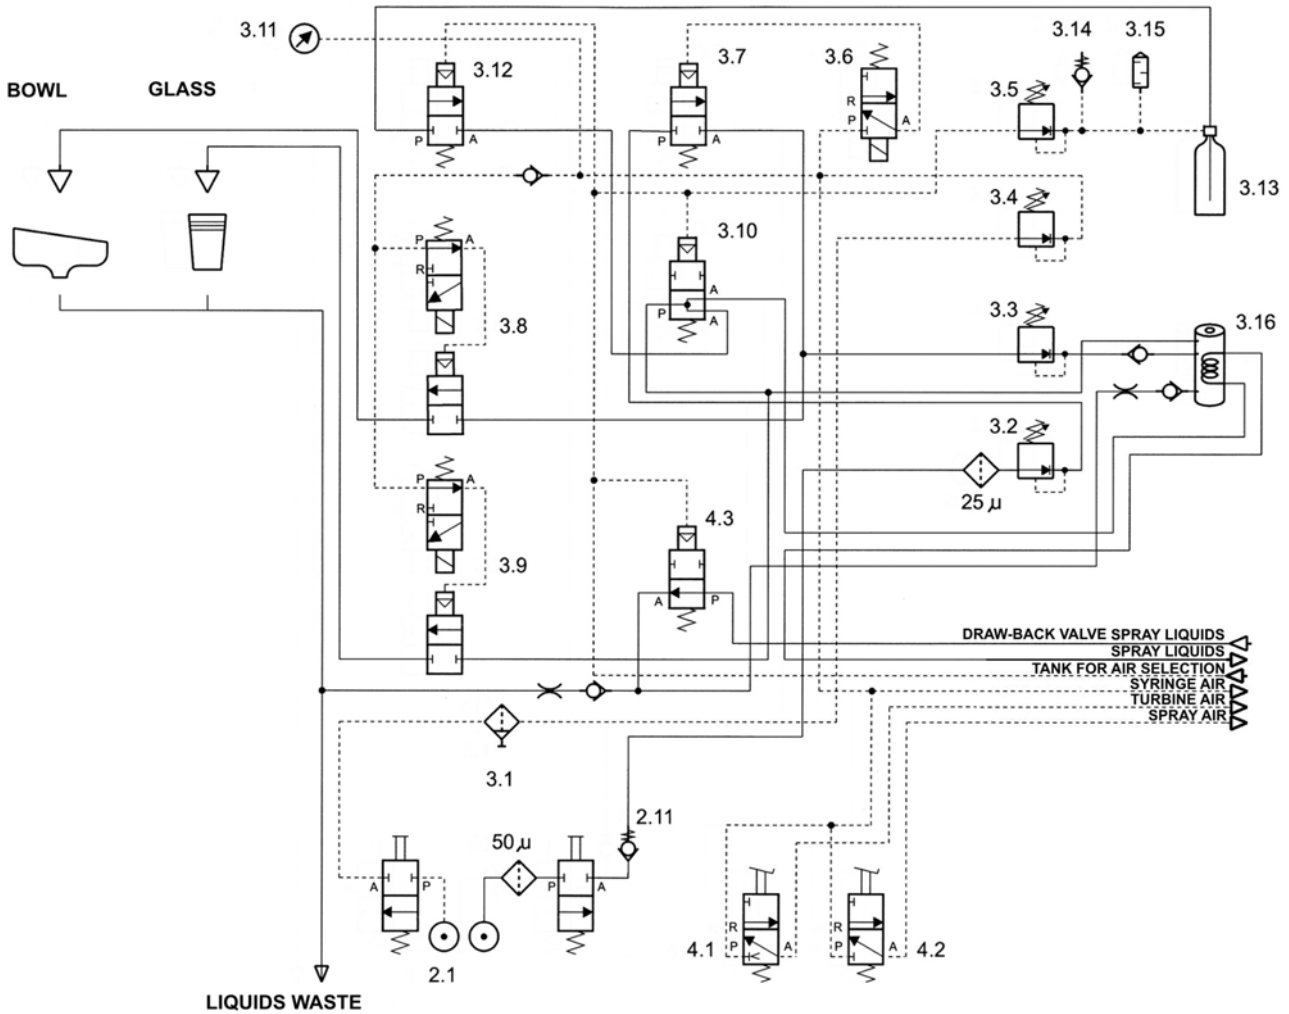 3.11
3.12
3.7
3.6
3.14
3.15
BOWL
GLASS
3.5
R
P
A
P
A
P
A
3.13
3.4
3.10
P
A
R
A
P
A
3.3
3.16
3.8
3.2
25 µ
P
A
R
4.3
3.9
A
P
DRAW-BACK VALVE SPRAY LIQUIDS
SPRAY LIQUIDS
TANK FOR AIR SELECTION
SYRINGE AIR
TURBINE AIR
SPRAY AIR
3.1
2.11
50 µ
A
P
P
A
R
P
A
R
P
A
4.1
4.2
2.1
LIQUIDS WASTE